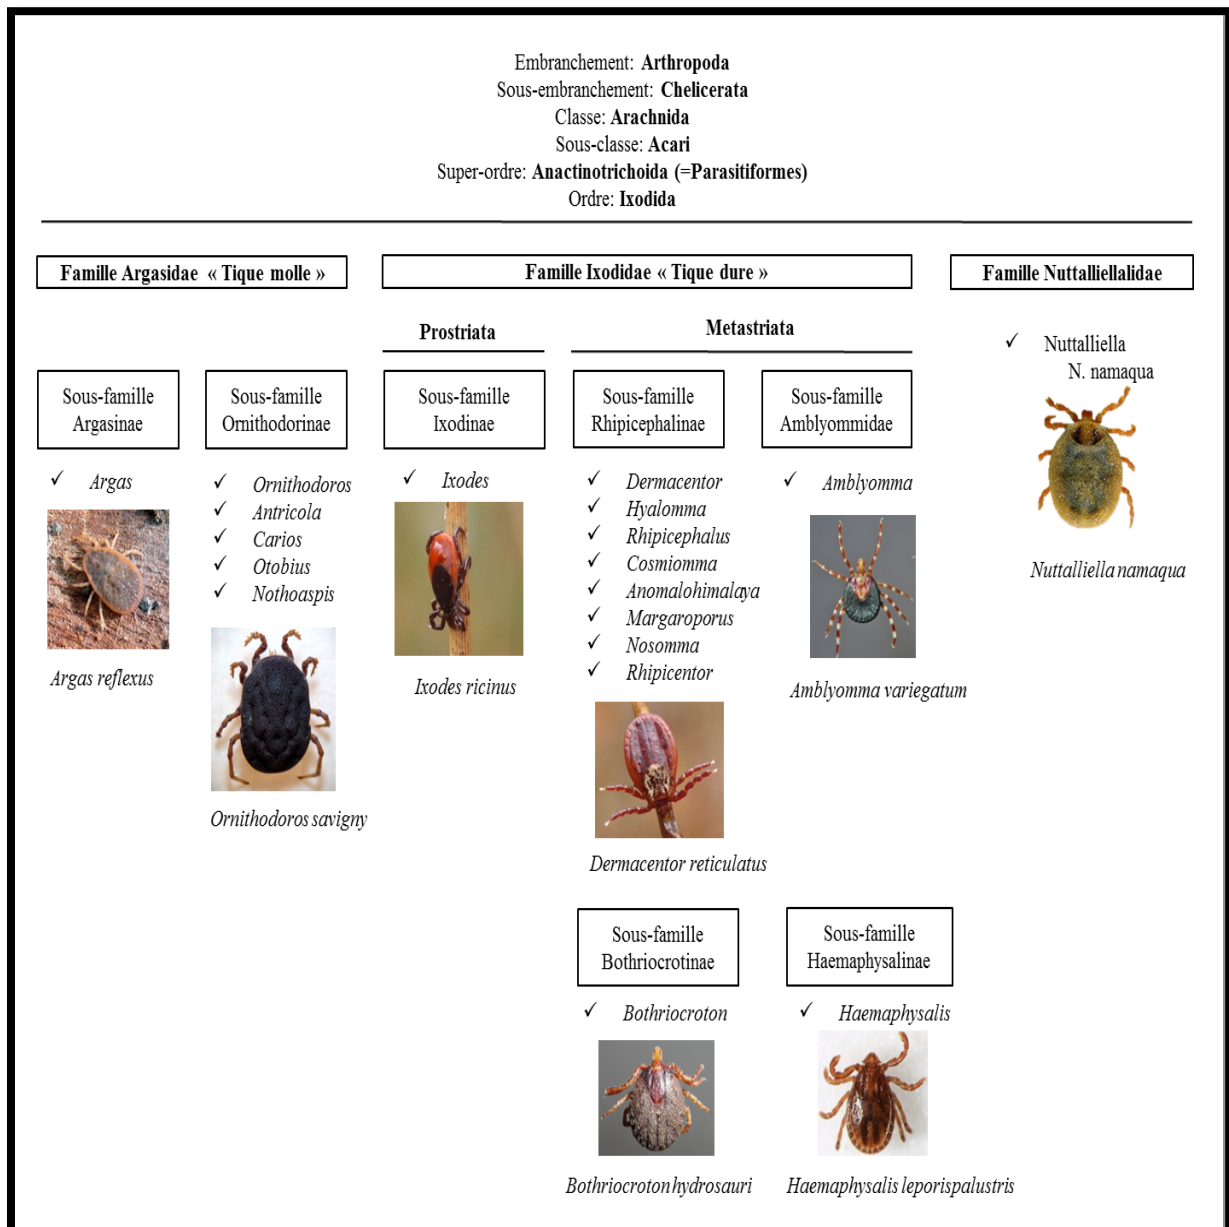 Embranchement: Arthropoda
Sous-embranchement: Chelicerata
Classe: Arachnida
Sous-classe: Acari
Super-ordre: Anactinotrichoida (=Parasitiformes)
Ordre: Ixodida
Famille Argasidae « Tique molle »
Famille Ixodidae « Tique dure »
Famille Nuttalliellalidae
Prostriata
Metastriata
✓ Nuttalliella
N. namaqua
Nuttalliella namaqua
Sous-famille
Argasinae
✓ Argas
Argas reflexus
Sous-famille
Ornithodorinae
✓ Ornithodoros
✓ Antricola
✓ Carios
✓ Otobius
✓ Nothoaspis
Ornithodoros savigny
Sous-famille
Ixodinae
✓ Ixodes
Ixodes ricinus
Sous-famille
Rhipicephalinae
✓ Dermacentor
✓ Hyalomma
✓ Rhipicephalus
✓ Cosmiomma
✓ Anomalohimalaya
✓ Margaroporus
✓ Nosomma
✓ Rhipicentor
Dermacentor reticulatus
Sous-famille
Amblyommidae
✓ Amblyomma
Amblyomma variegatum
Sous-famille
Bothriocrotinae
✓ Bothriocroton
Bothriocroton hydrosauri
Sous-famille
Haemaphysalinae
✓ Haemaphysalis
Haemaphysalis leporispalustris